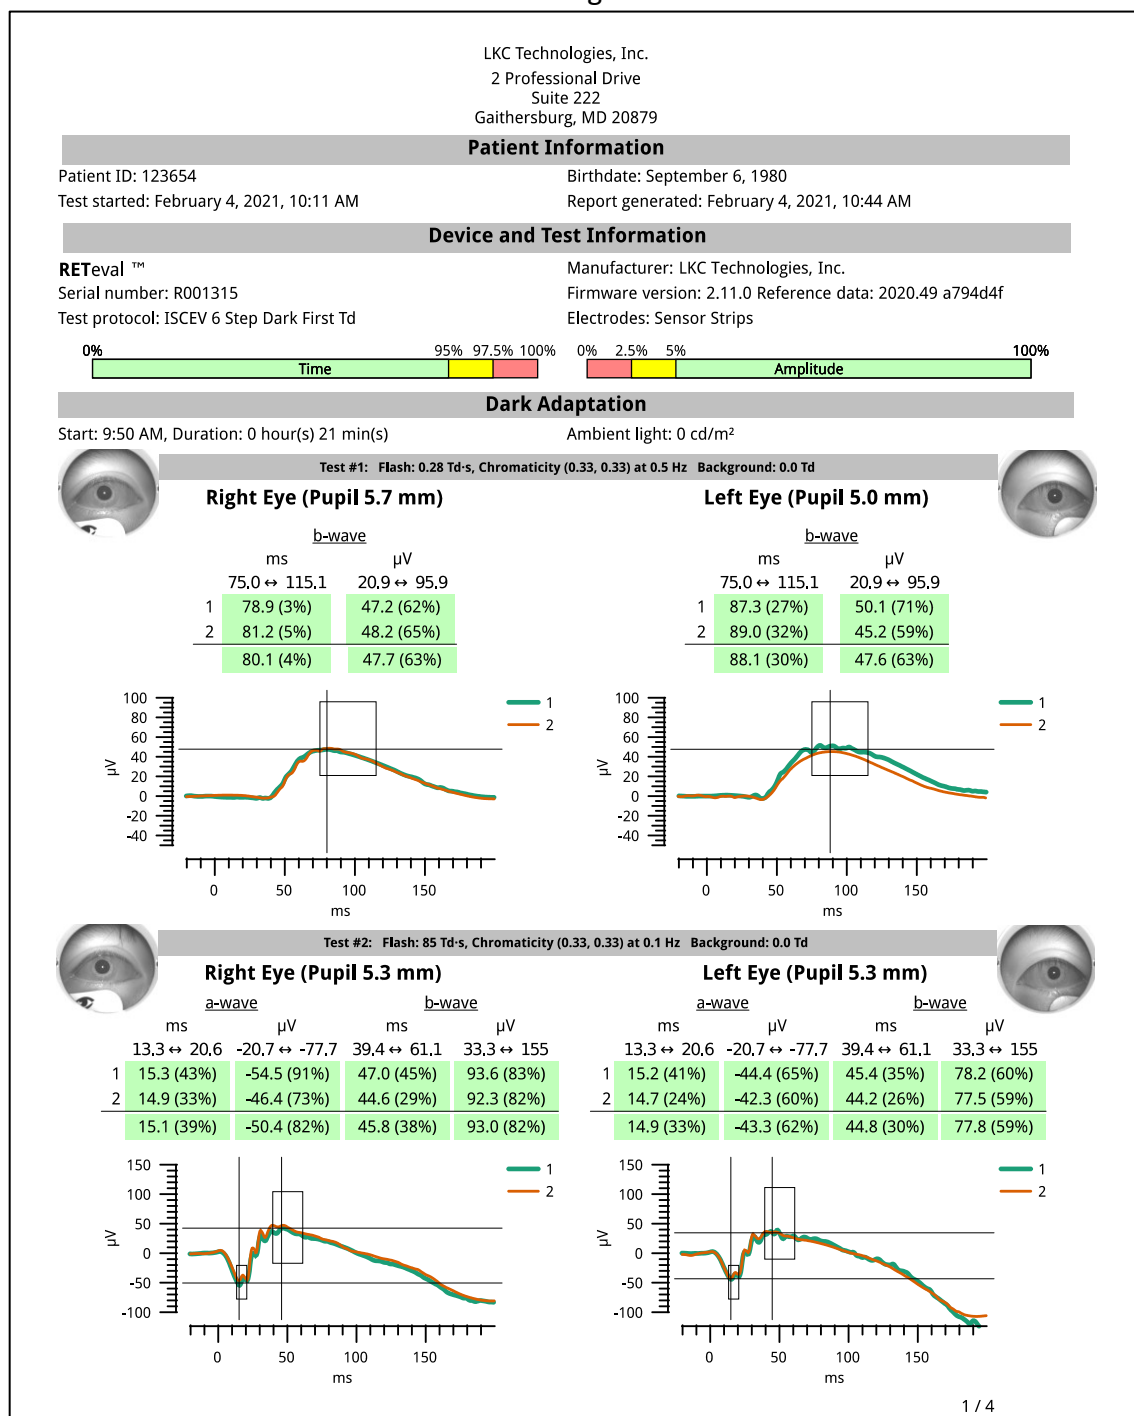 LKC Technologies, Inc.
2 Professional Drive
Suite 222
Gaithersburg, MD 20879
Patient Information
Patient ID: 123654 Birthdate: September 6, 1980
Test started: February 4, 2021, 10:11 AM Report generated: February 4, 2021, 10:44 AM
Device and Test Information
RETeval ™ Manufacturer: LKC Technologies, Inc.
Serial number: R001315 Firmware version: 2.11.0 Reference data: 2020.49 a794d4f
Test protocol: ISCEV 6 Step Dark First Td Electrodes: Sensor Strips
0% 95% 97.5% 100% 0% 2.5% 5% 100%
Time Amplitude
Dark Adaptation
Start: 9:50 AM, Duration: 0 hour(s) 21 min(s) Ambient light: 0 cd/m²
Test #1: Flash: 0.28 Td·s, Chromaticity (0.33, 0.33) at 0.5 Hz Background: 0.0 Td
Right Eye (Pupil 5.7 mm) Left Eye (Pupil 5.0 mm)
b-wave b-wave
ms µV ms µV
75.0 ↔ 115.1 20.9 ↔ 95.9 75.0 ↔ 115.1 20.9 ↔ 95.9
1 78.9 (3%) 47.2 (62%) 1 87.3 (27%) 50.1 (71%)
2 81.2 (5%) 48.2 (65%) 2 89.0 (32%) 45.2 (59%)
80.1 (4%) 47.7 (63%) 88.1 (30%) 47.6 (63%)
100 1 100 1
80 2 80 2
60 60
40 40
µV µV
20 20
0 0
-20 -20
-40 -40
0 50 100 150 0 50 100 150
ms ms
Test #2: Flash: 85 Td·s, Chromaticity (0.33, 0.33) at 0.1 Hz Background: 0.0 Td
Right Eye (Pupil 5.3 mm) Left Eye (Pupil 5.3 mm)
a-wave b-wave a-wave b-wave
ms µV ms µV ms µV ms µV
13.3 ↔ 20.6 -20.7 ↔ -77.7 39.4 ↔ 61.1 33.3 ↔ 155 13.3 ↔ 20.6 -20.7 ↔ -77.7 39.4 ↔ 61.1 33.3 ↔ 155
1 15.3 (43%) -54.5 (91%) 47.0 (45%) 93.6 (83%) 1 15.2 (41%) -44.4 (65%) 45.4 (35%) 78.2 (60%)
2 14.9 (33%) -46.4 (73%) 44.6 (29%) 92.3 (82%) 2 14.7 (24%) -42.3 (60%) 44.2 (26%) 77.5 (59%)
15.1 (39%) -50.4 (82%) 45.8 (38%) 93.0 (82%) 14.9 (33%) -43.3 (62%) 44.8 (30%) 77.8 (59%)
150 1 150 1
100 2 100 2
50 50
µV µV
0 0
-50 -50
-100 -100
0 50 100 150 0 50 100 150
ms ms
1 / 4